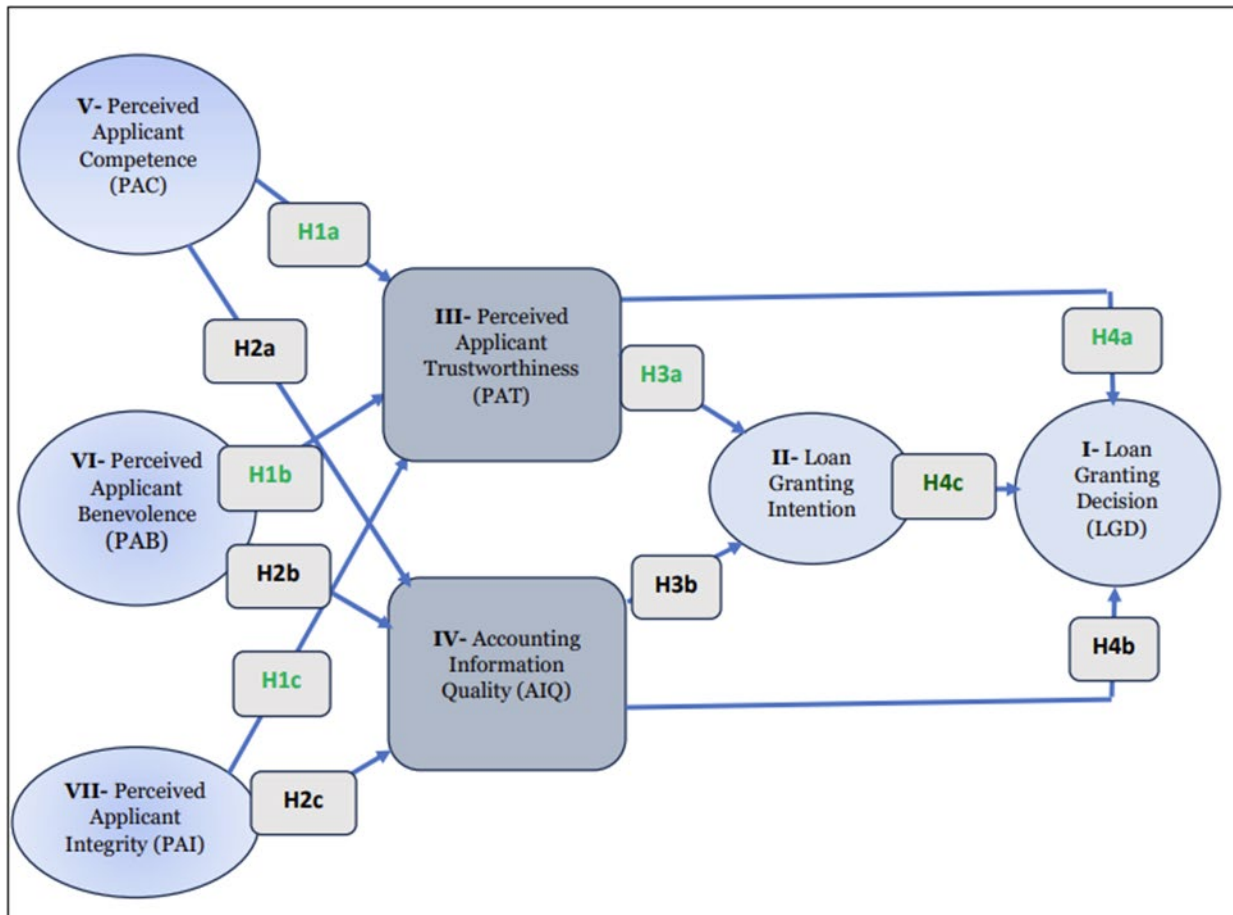 V- Perceived
Applicant
Competence
(PAC)
H1a
H2a
III- Perceived
Applicant
Trustworthiness
(PAT)
H3a
H4a
VI- Perceived
Applicant
Benevolence
(PAB)
H1b
H2b
II- Loan
Granting
Intention
H4c
I- Loan
Granting
Decision
(LGD)
H3b
IV- Accounting
Information
Quality (AIQ)
H4b
H1c
VII- Perceived
Applicant
Integrity (PAI)
H2c